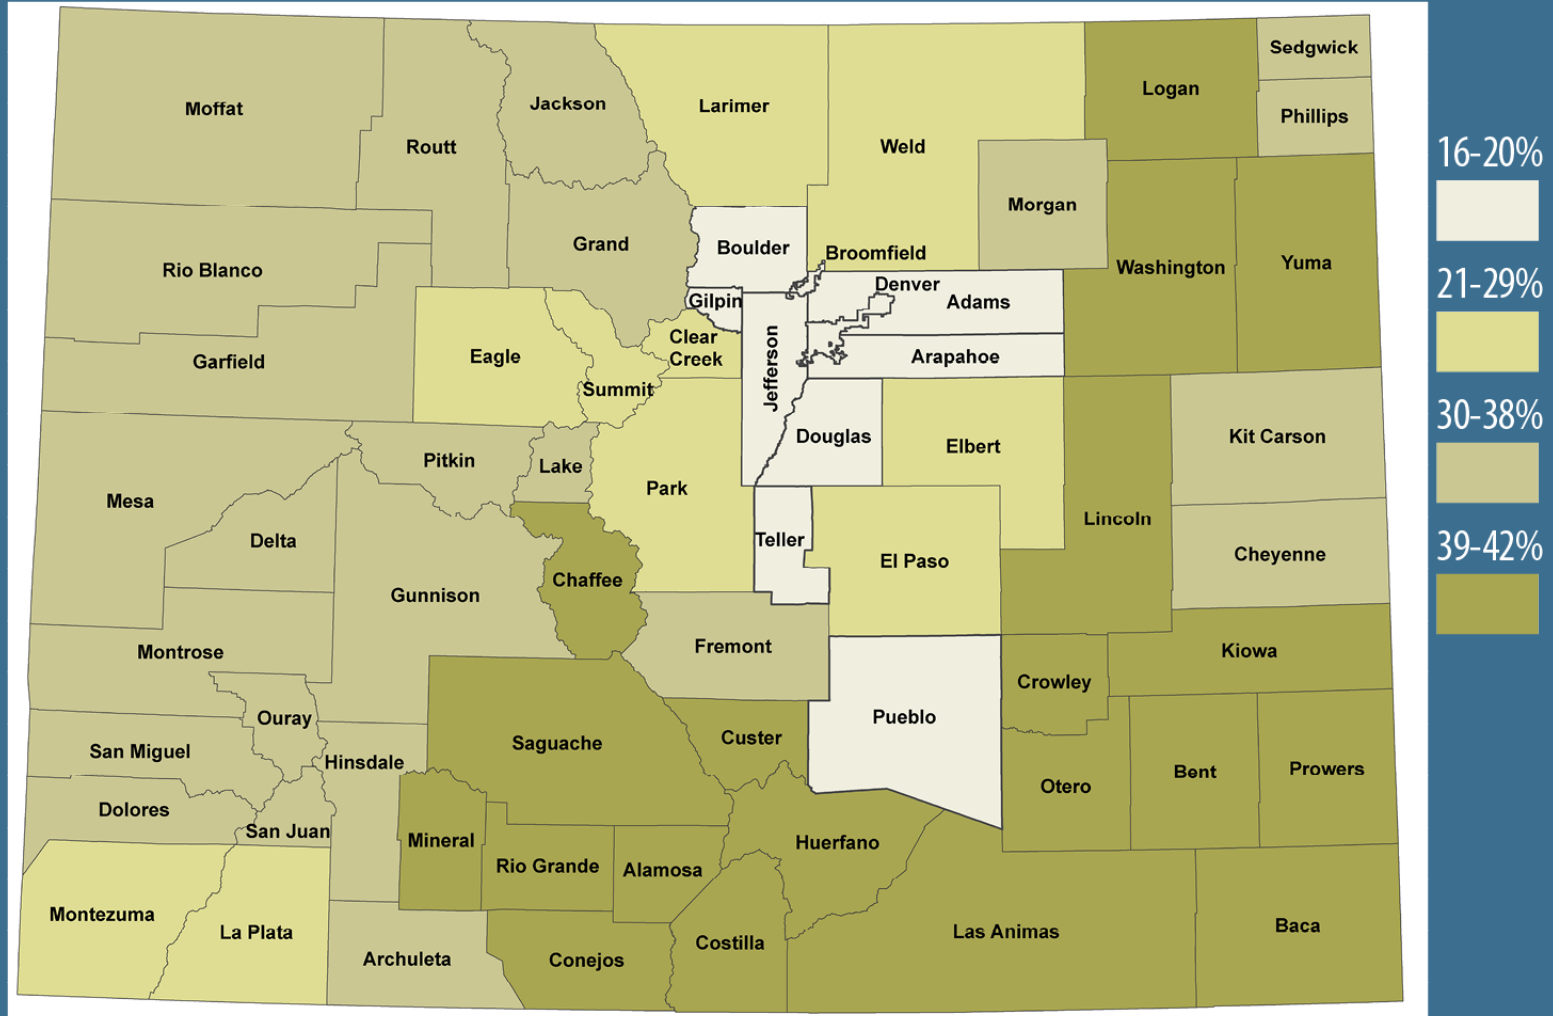 Moffat
Routt
Jackson
Larimer
Weld
Logan
Sedgwick
Phillips
Morgan
Washington
Yuma
Rio Blanco
Grand
Boulder
Broomfield
Gilpin
Denver
Adams
Garfield
Eagle
Summit
Clear
Creek
Jefferson
Arapahoe
Douglas
Elbert
Lincoln
Kit Carson
Mesa
Pitkin
Lake
Park
Delta
Teller
El Paso
Cheyenne
Gunnison
Chaffee
Montrose
Fremont
Kiowa
Crowley
Ouray
Pueblo
San Miguel
Hinsdale
Saguache
Custer
Otero
Bent
Prowers
Dolores
San Juan
Mineral
Rio Grande
Alamosa
Huerfano
Montezuma
La Plata
Archuleta
Conejos
Costilla
Las Animas
Baca
16-20%
21-29%
30-38%
39-42%